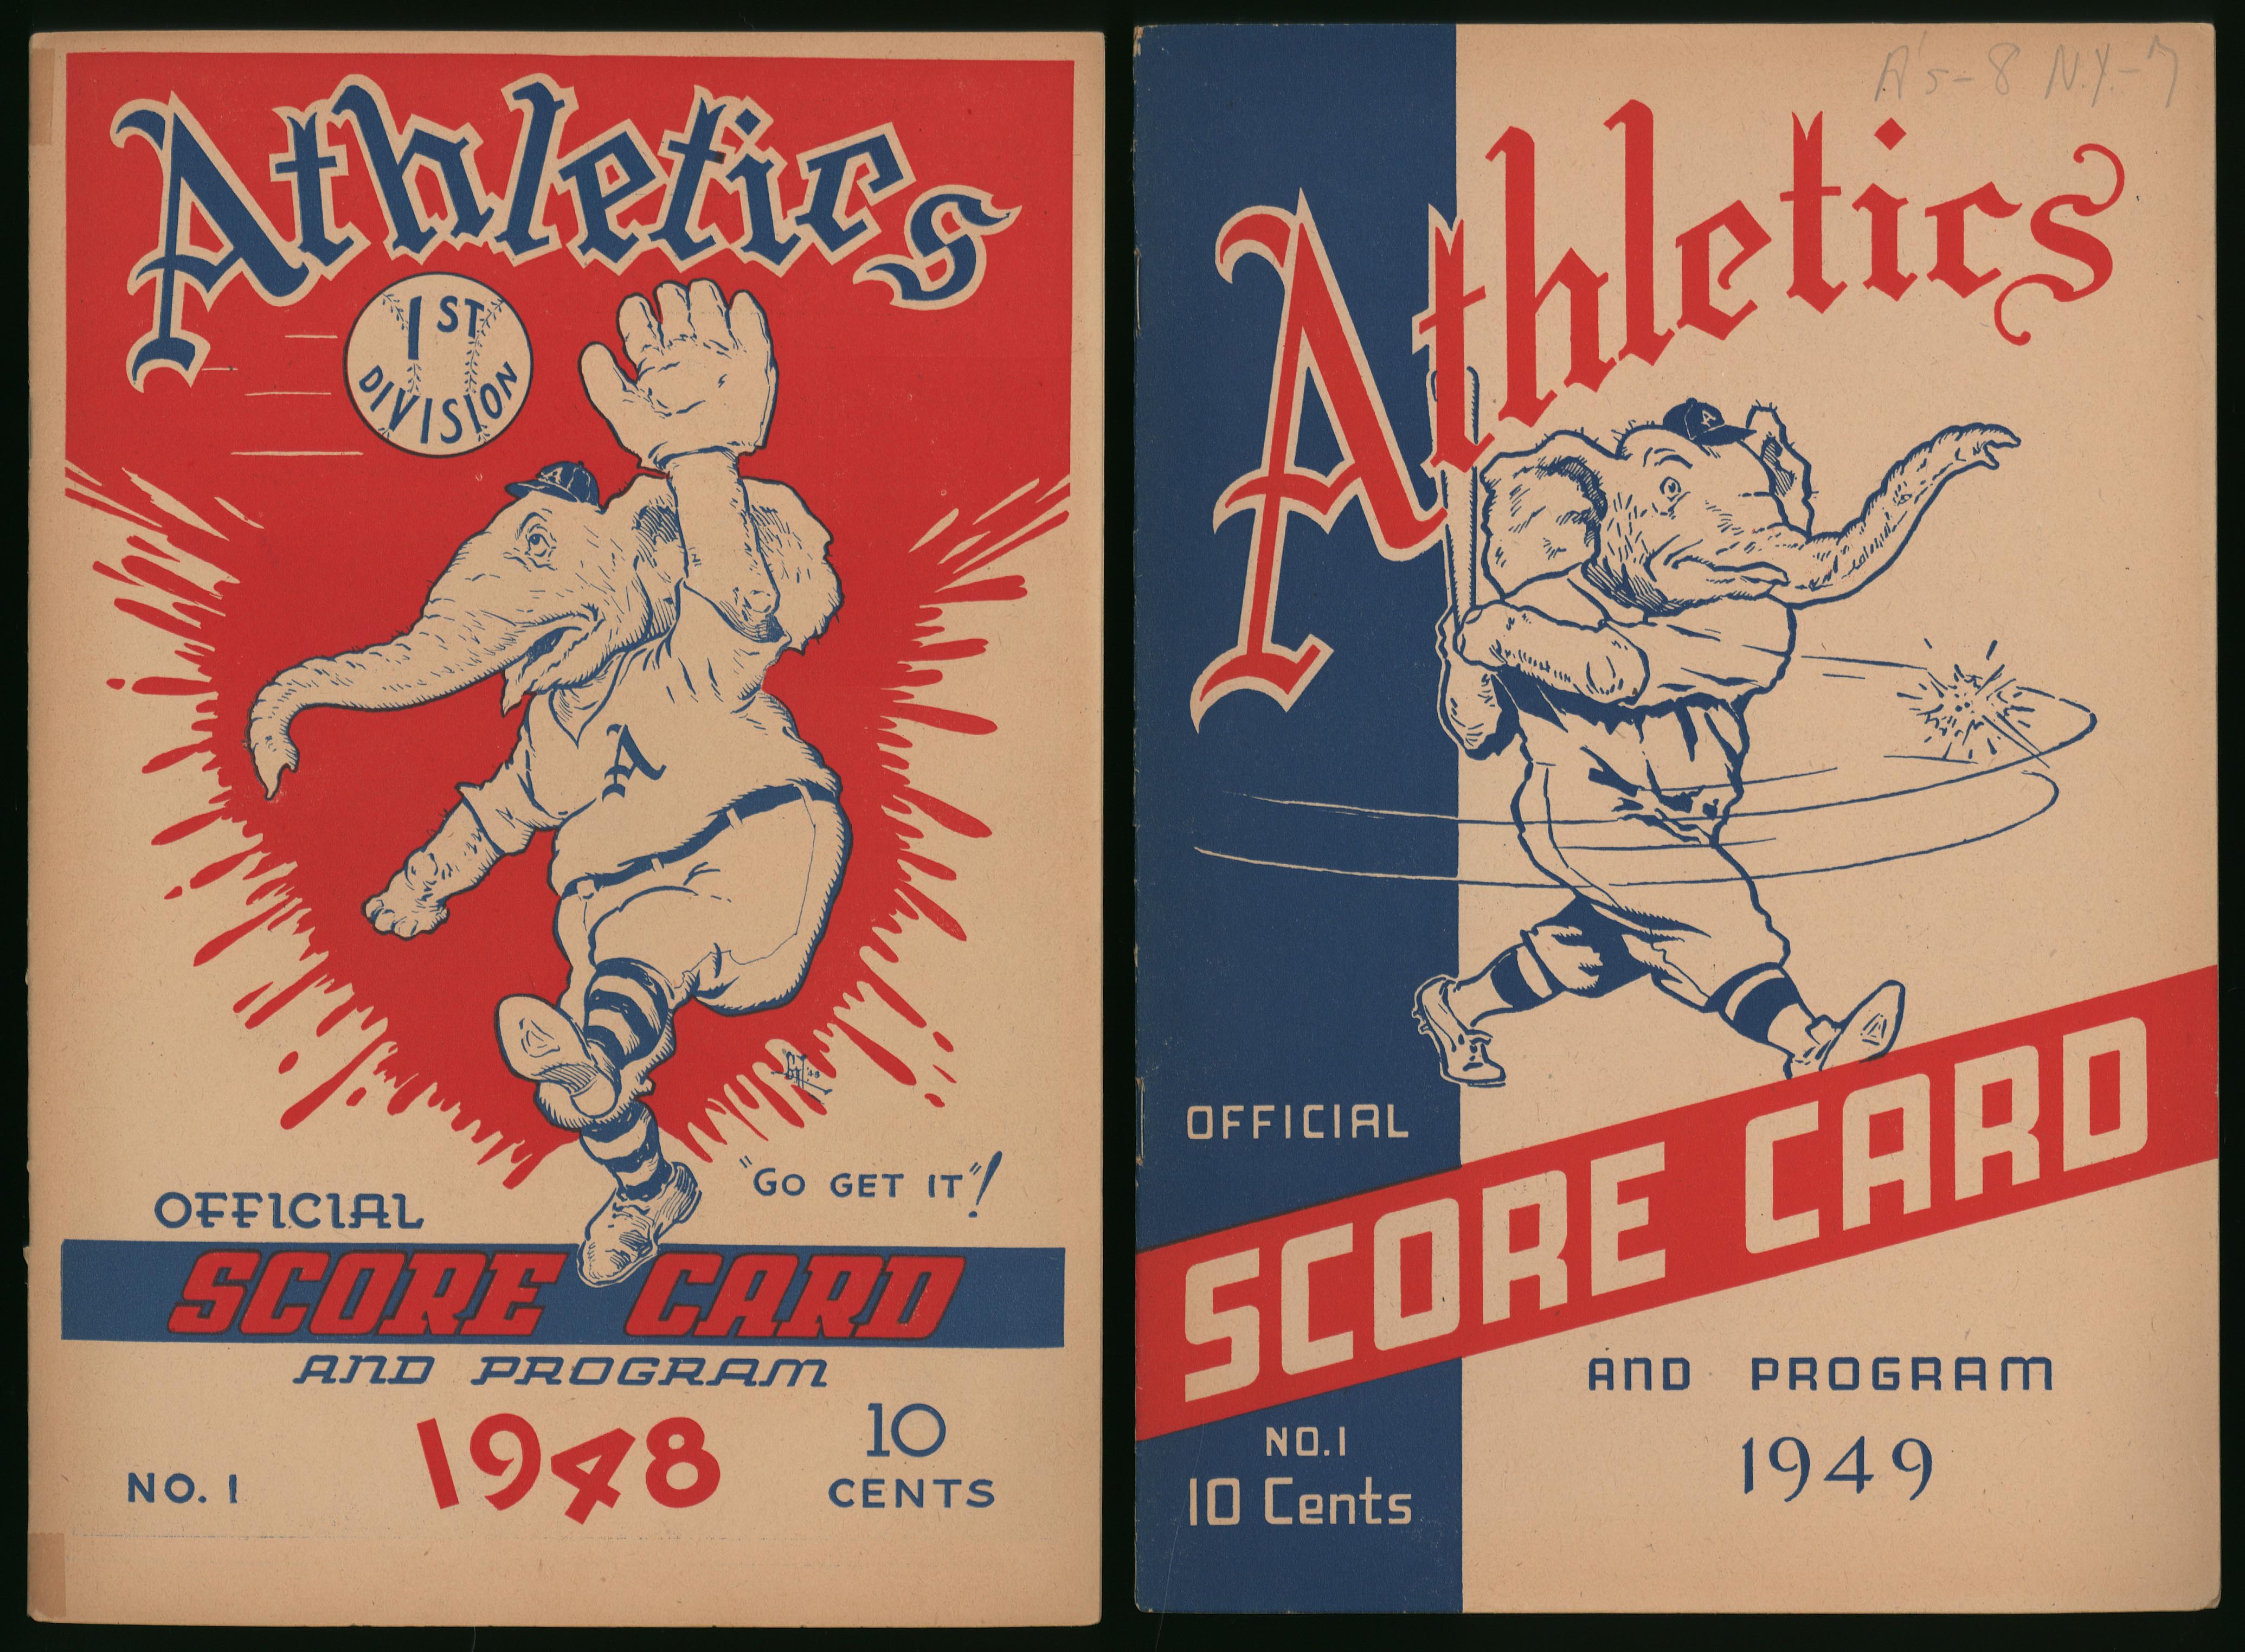 Athletics
1ST
DIVISION
A
A
"GO GET IT"!
OFFICIAL
SCORE CARD
AND PROGRAM
NO. 1
1948
10
CENTS
A's-8 N.Y.-7
Athletics
A
OFFICIAL
SCORE CARD
AND PROGRAM
NO.1
10 Cents
1949